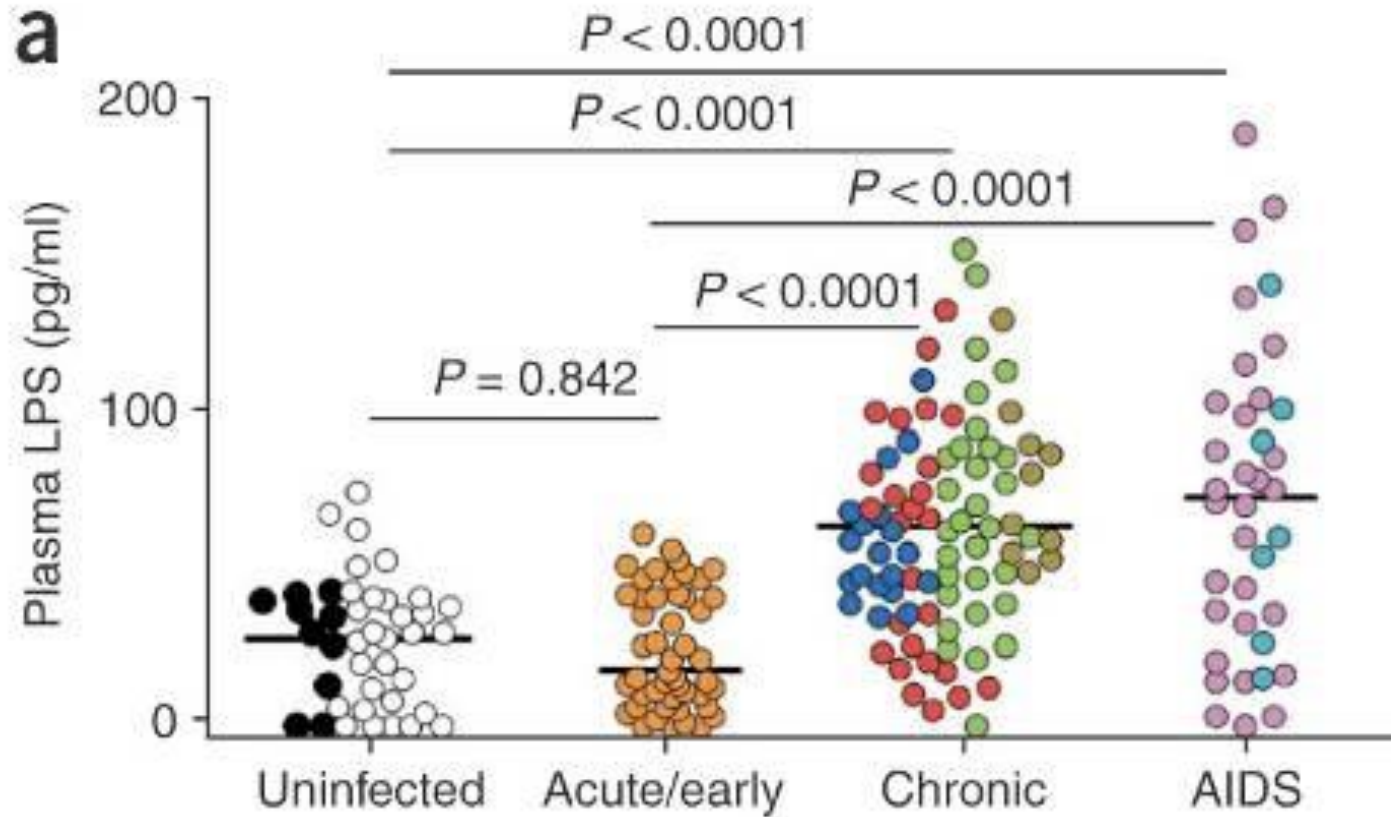 a
P < 0.0001
200
P < 0.0001
P < 0.0001
P < 0.0001
P = 0.842
100
0
Plasma LPS (pg/ml)
Uninfected Acute/early Chronic AIDS